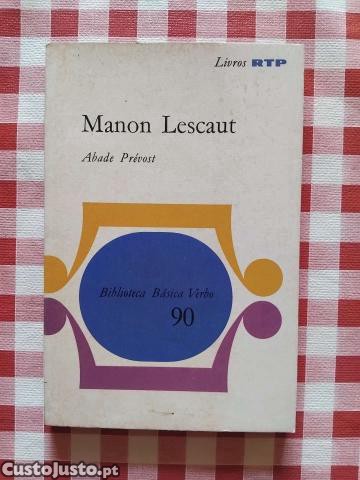 Livros RTP
Manon Lescaut
Abade Prévost
Biblioteca Básica Verbo
90
CustoJusto.pt